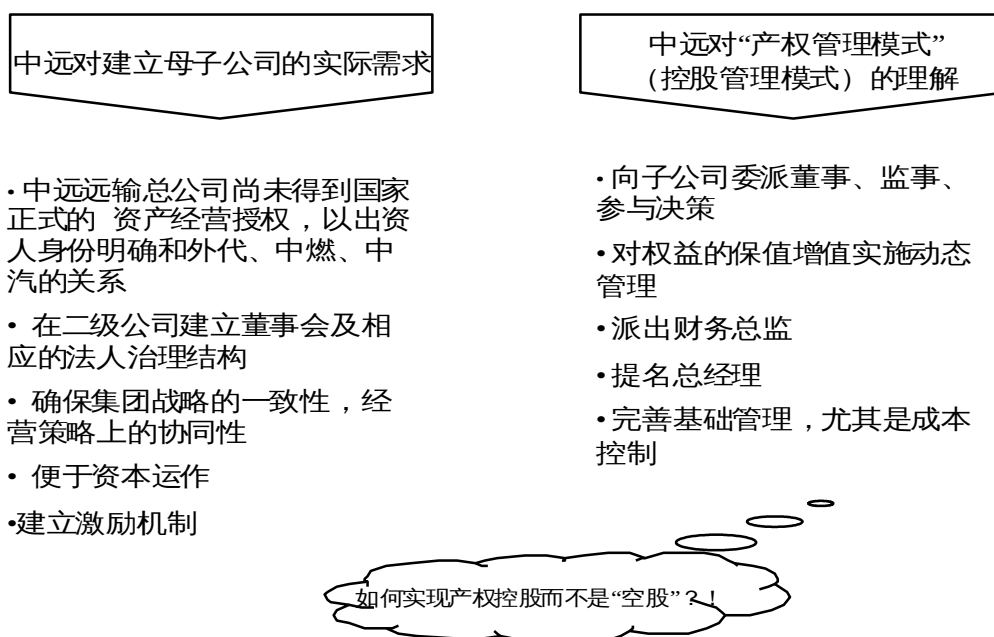 中远对建立母子公司的实际需求
中远对“产权管理模式”
（控股管理模式）的理解
• 中远远输总公司尚未得到国家
正式的 资产经营授权，以出资
人身份明确和外代、中燃、中
汽的关系
• 在二级公司建立董事会及相
应的法人治理结构
• 确保集团战略的一致性，经
营策略上的协同性
• 便于资本运作
•建立激励机制
• 向子公司委派董事、监事、
参与决策
• 对权益的保值增值实施动态
管理
• 派出财务总监
• 提名总经理
• 完善基础管理，尤其是成本
控制
如何实现产权控股而不是“空股”？！